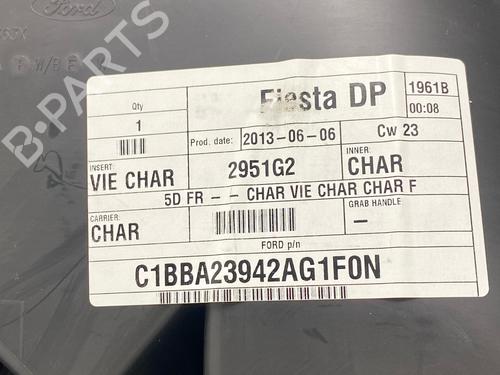 Ford
B-PARTS
Qty
1
Fiesta DP
1961B
00:08
Prod. date: 2013-06-06
Cw 23
INSERT:
VIE CHAR
2951G2
INNER:
CHAR
5D FR - - CHAR VIE CHAR CHAR F
CARRIER:
CHAR
GRAB HANDLE:
-
FORD p/n
C1BBA23942AG1F0N